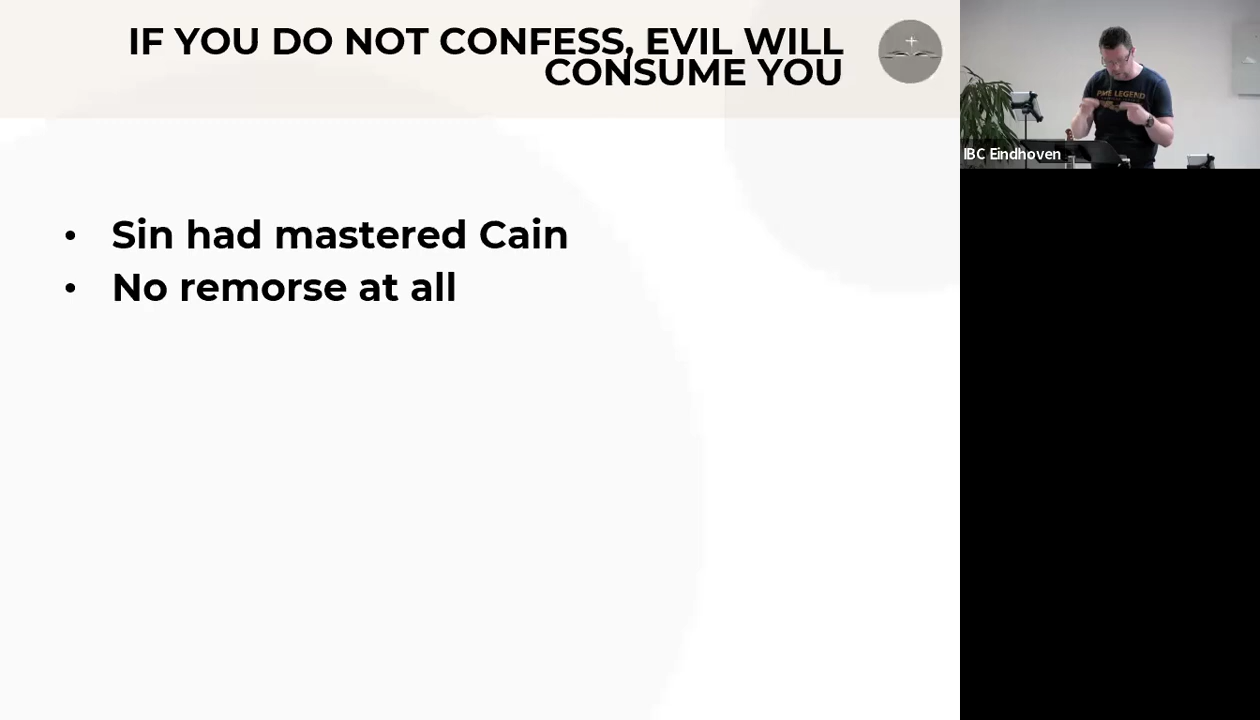 IF YOU DO NOT CONFESS, EVIL WILL
CONSUME YOU
• Sin had mastered Cain
• No remorse at all
LEGEND
IBC Eindhoven